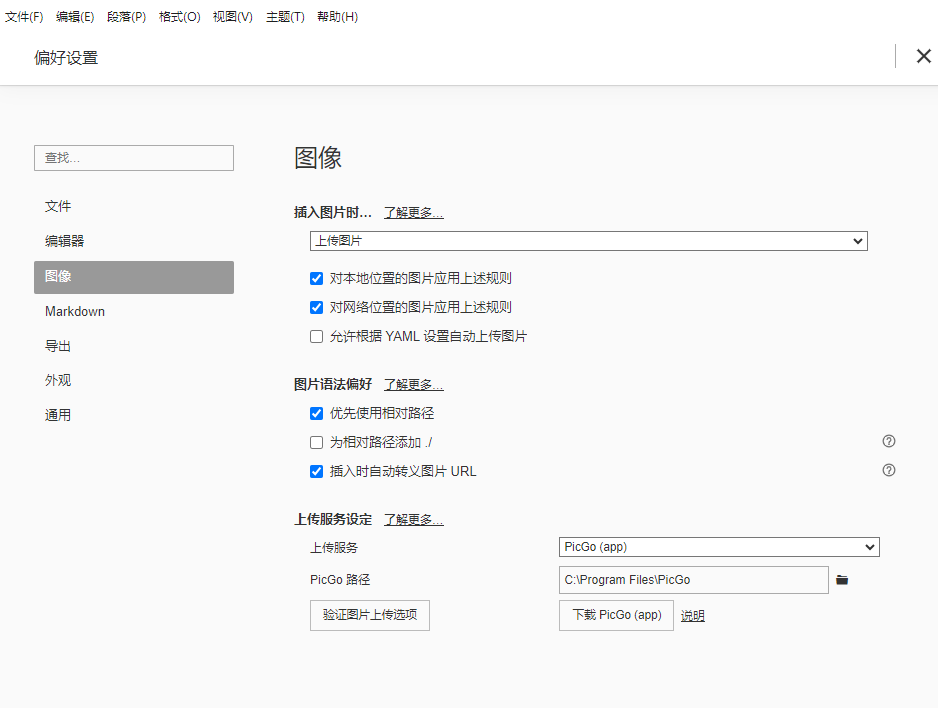 文件(F) 编辑(E) 段落(P) 格式(O) 视图(V) 主题(T) 帮助(H)
偏好设置
查找...
文件
编辑器
图像
Markdown
导出
外观
通用
图像
插入图片时... 了解更多...
上传图片
对本地位置的图片应用上述规则
对网络位置的图片应用上述规则
允许根据 YAML 设置自动上传图片
图片语法偏好 了解更多...
优先使用相对路径
为相对路径添加 ./
插入时自动转义图片 URL
上传服务设定 了解更多...
上传服务 PicGo (app)
PicGo 路径 C:\Program Files\PicGo
验证图片上传选项 下载 PicGo (app) 说明